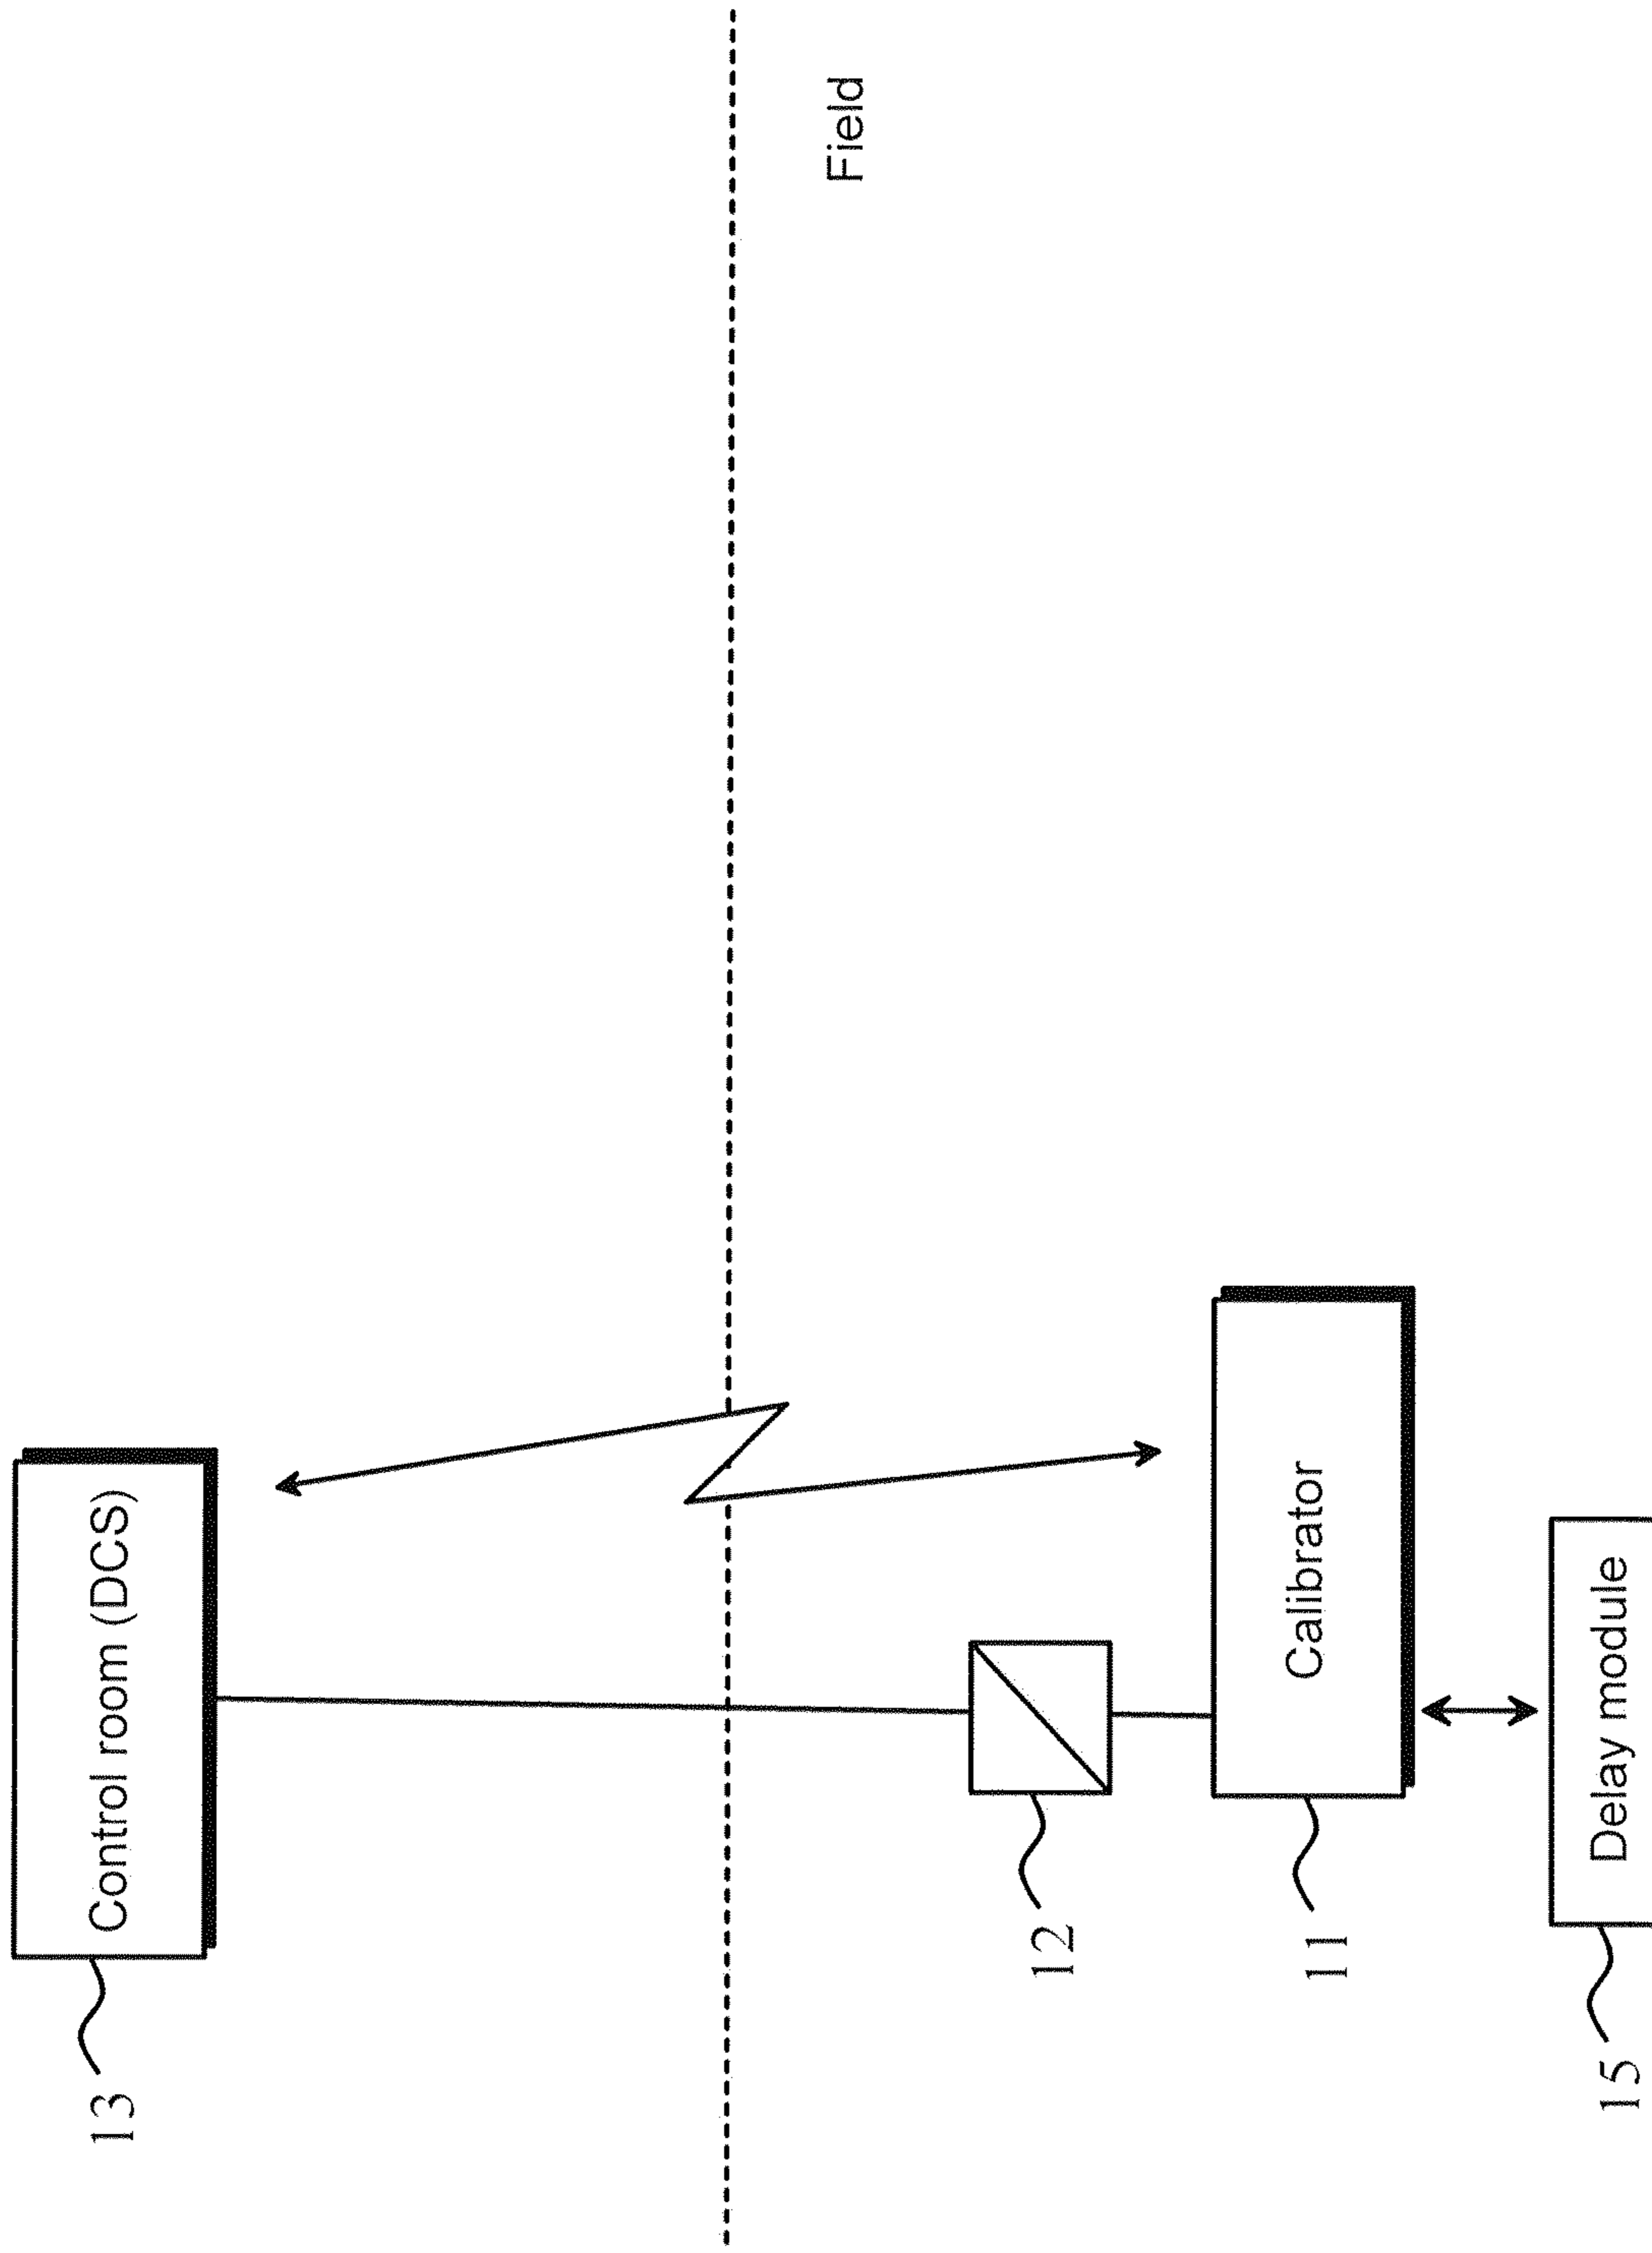 13
Control room (DCS)
Field
12
11
Calibrator
15
Delay module